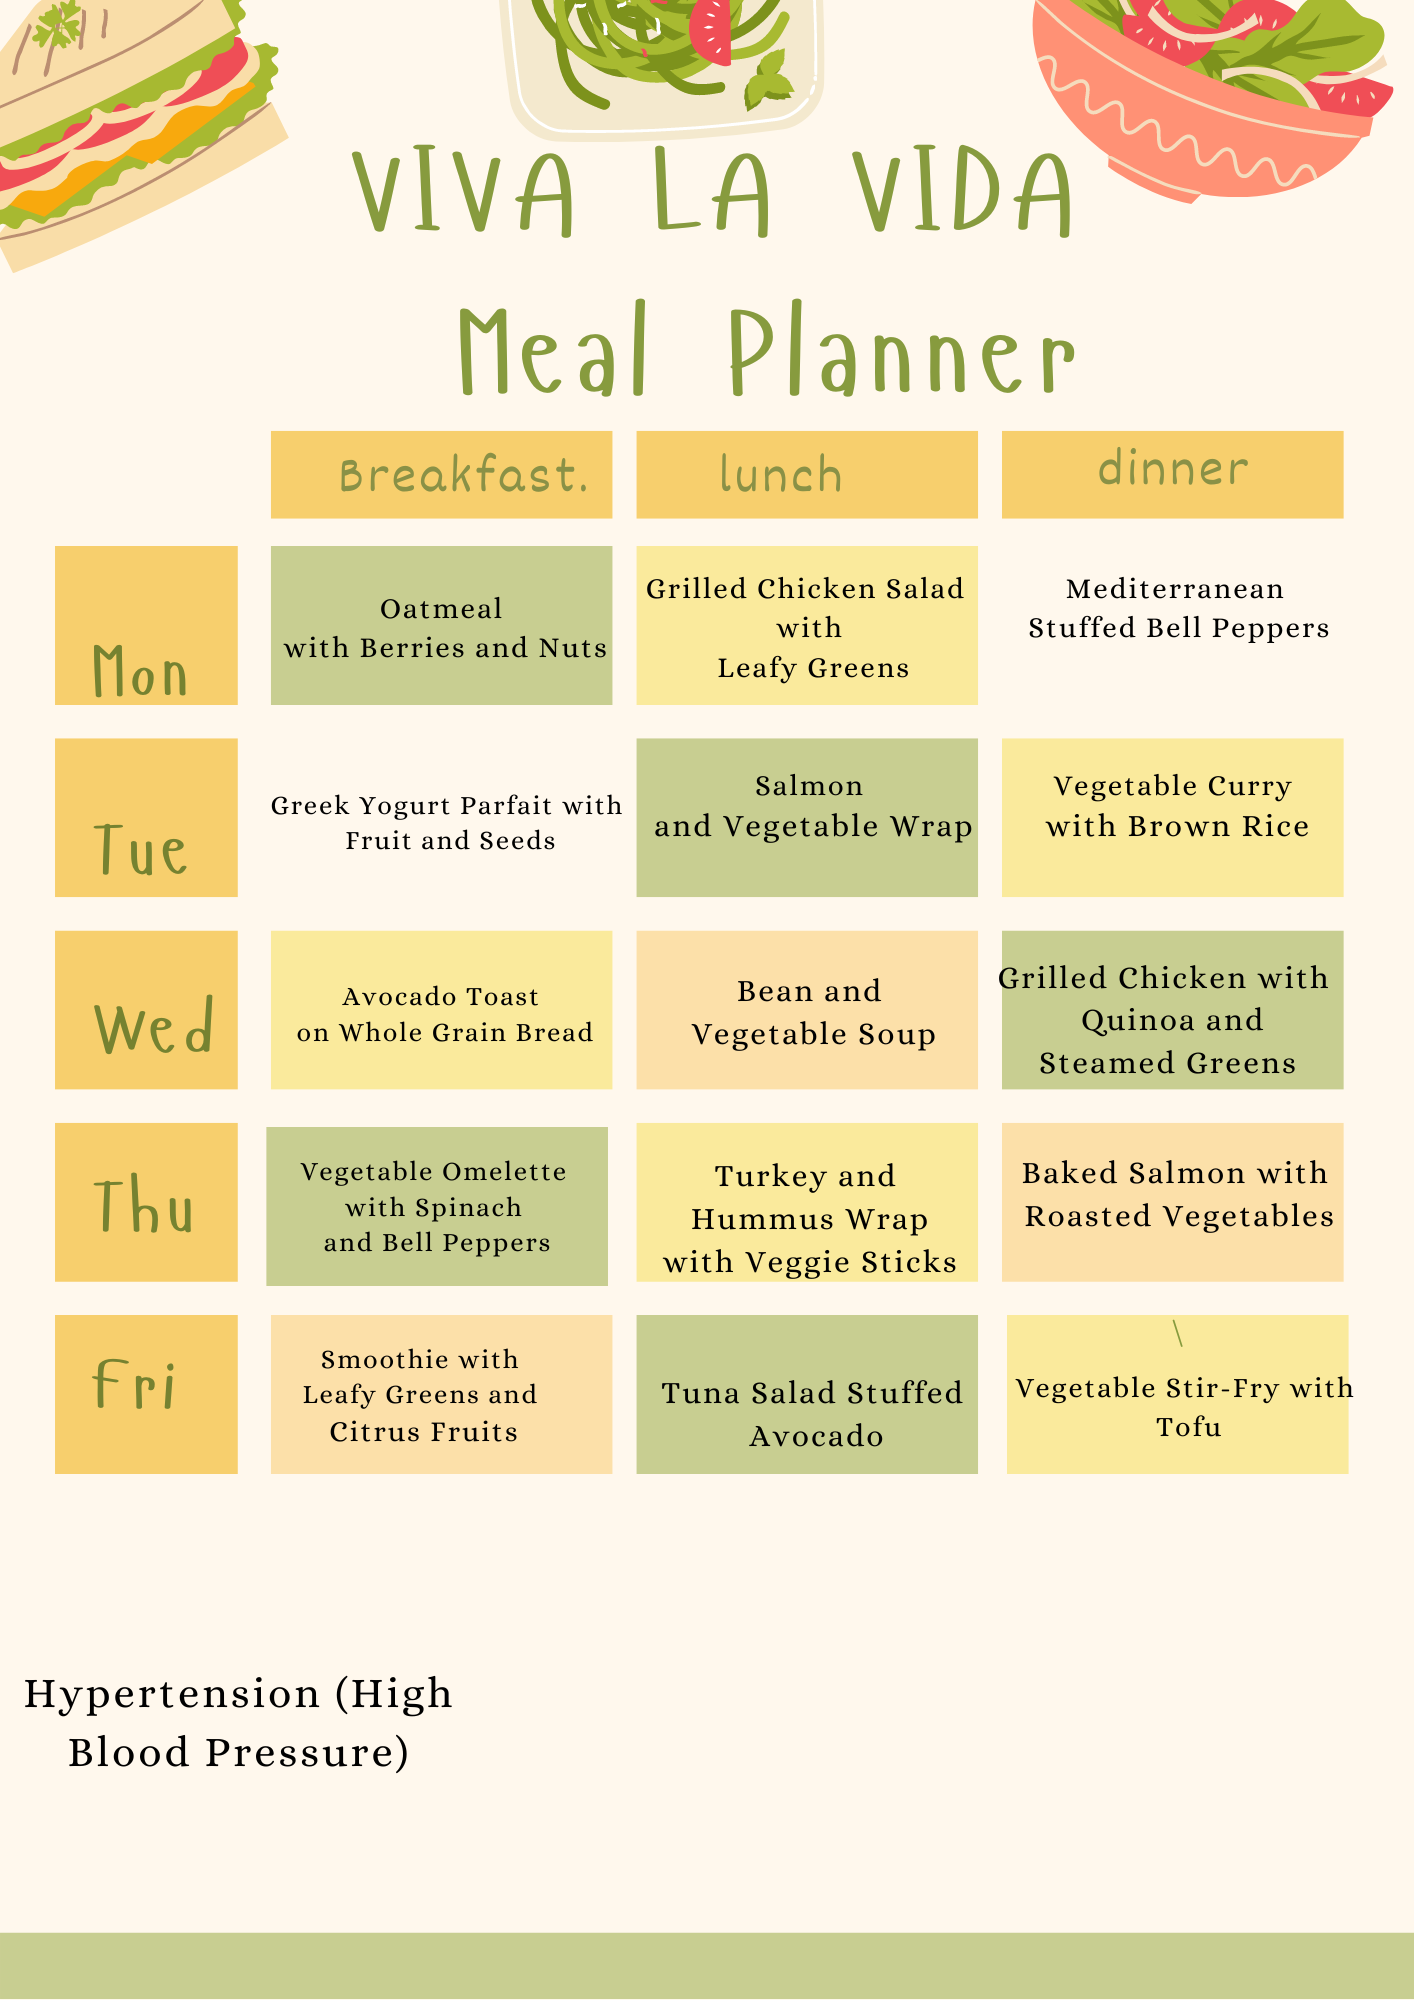 VIVA LA VIDA
Meal Planner
Breakfast.
lunch
dinner
Mon
Oatmeal
with Berries and Nuts
Grilled Chicken Salad
with
Leafy Greens
Mediterranean
Stuffed Bell Peppers
Tue
Greek Yogurt Parfait with
Fruit and Seeds
Salmon
and Vegetable Wrap
Vegetable Curry
with Brown Rice
Wed
Avocado Toast
on Whole Grain Bread
Bean and
Vegetable Soup
Grilled Chicken with
Quinoa and
Steamed Greens
Thu
Vegetable Omelette
with Spinach
and Bell Peppers
Turkey and
Hummus Wrap
with Veggie Sticks
Baked Salmon with
Roasted Vegetables
Fri
Smoothie with
Leafy Greens and
Citrus Fruits
Tuna Salad Stuffed
Avocado
\
Vegetable Stir-Fry with
Tofu
Hypertension (High
Blood Pressure)